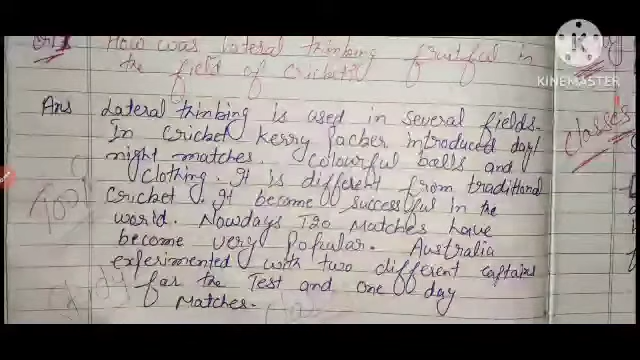 How was lateral thinking fruitful in
the field of cricket?
KINEMASTER
Ans Lateral thinking is used in several fields.
In cricket Kerry Packer introduced day/
night matches. Colourful balls and
clothing. It is different from traditional
cricket. It become successful in the
world. Nowdays T20 Matches have
become very popular. Australia
experimented with two different captains
for the Test and one day
Matches.
Classes